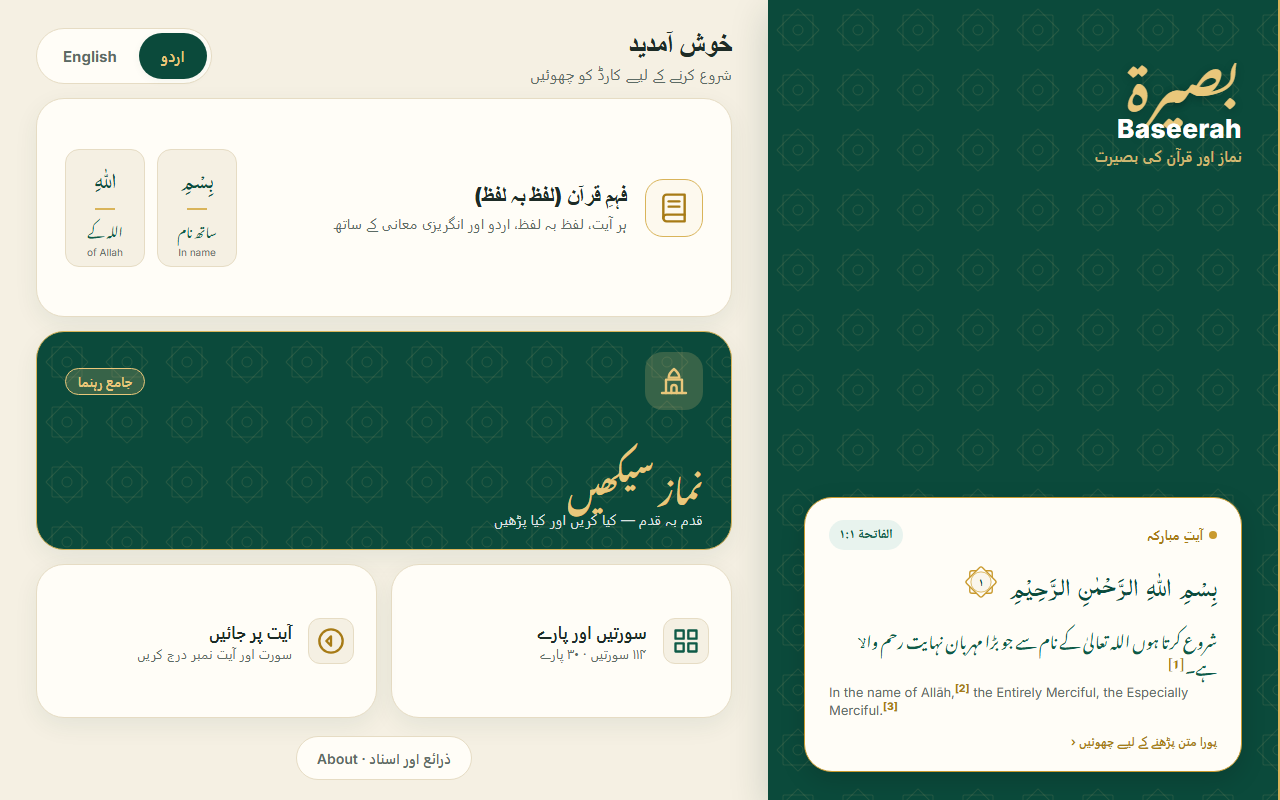 بصيرة
Baseerah
نماز اور قرآن کی بصیرت
آیتِ مبارکہ
الفاتحة ۱:۱
بِسْمِ اللّٰهِ الرَّحْمٰنِ الرَّحِيْمِ ۱
شروع کرتا ہوں اللہ تعالیٰ کے نام سے جو بڑا مہربان نہایت رحم والا
ہے۔[1]
In the name of Allāh,[2] the Entirely Merciful, the Especially
Merciful.[3]
پورا متن پڑھنے کے لیے چھوئیں ›
خوش آمدید
شروع کرنے کے لیے کارڈ کو چھوئیں
اردو
English
فہمِ قرآن (لفظ بہ لفظ)
ہر آیت، لفظ بہ لفظ، اردو اور انگریزی معانی کے ساتھ
بِسْمِ
ساتھ نام
In name
اللّٰهِ
اللہ کے
of Allah
جامع رہنما
نماز سیکھیں
قدم بہ قدم — کیا کریں اور کیا پڑھیں
سورتیں اور پارے
۱۱۴ سورتیں · ۳۰ پارے
آیت پر جائیں
سورت اور آیت نمبر درج کریں
ذرائع اور اسناد · About